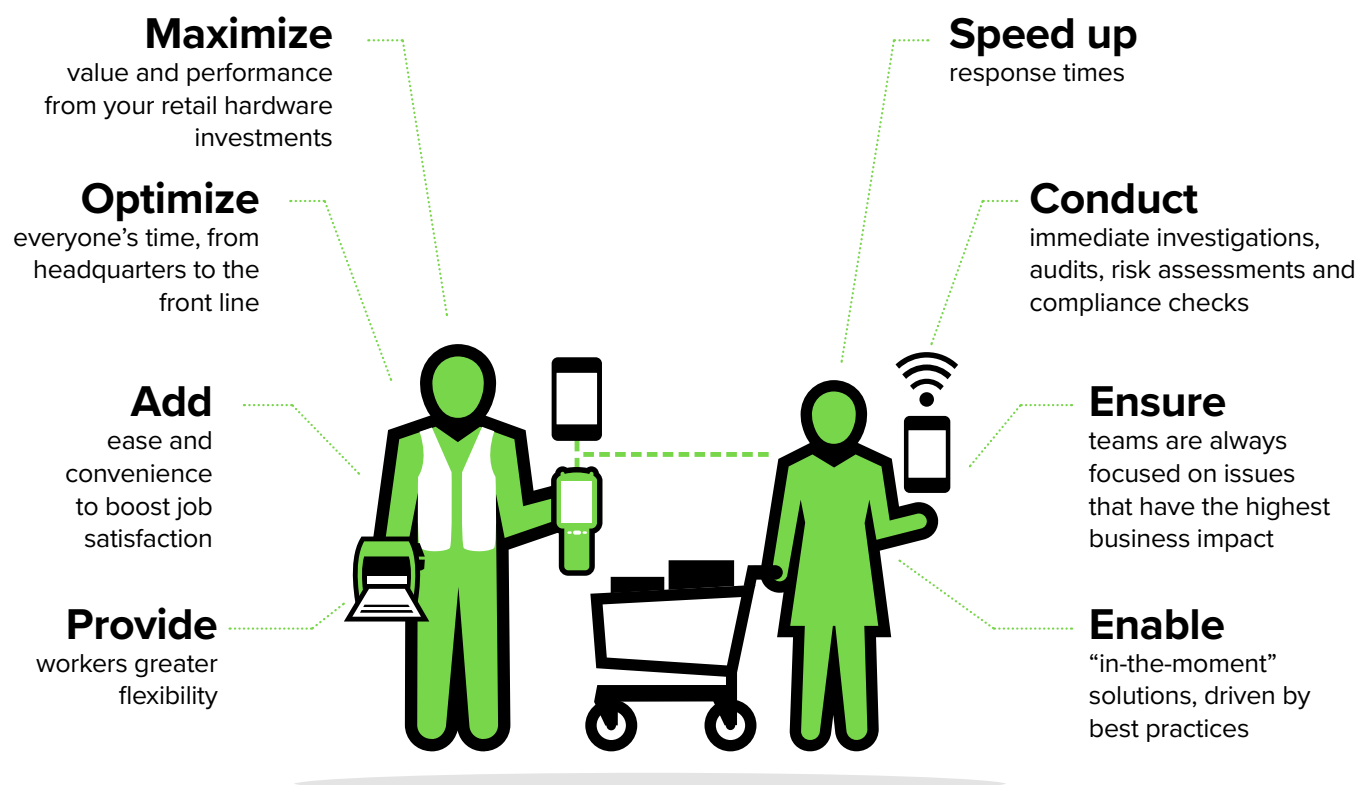 Maximize
value and performance
from your retail hardware
investments
Optimize
everyone’s time, from
headquarters to the
front line
Add
ease and
convenience
to boost job
satisfaction
Provide
workers greater
flexibility
Speed up
response times
Conduct
immediate investigations,
audits, risk assessments and
compliance checks
Ensure
teams are always
focused on issues
that have the highest
business impact
Enable
“in-the-moment”
solutions, driven by
best practices